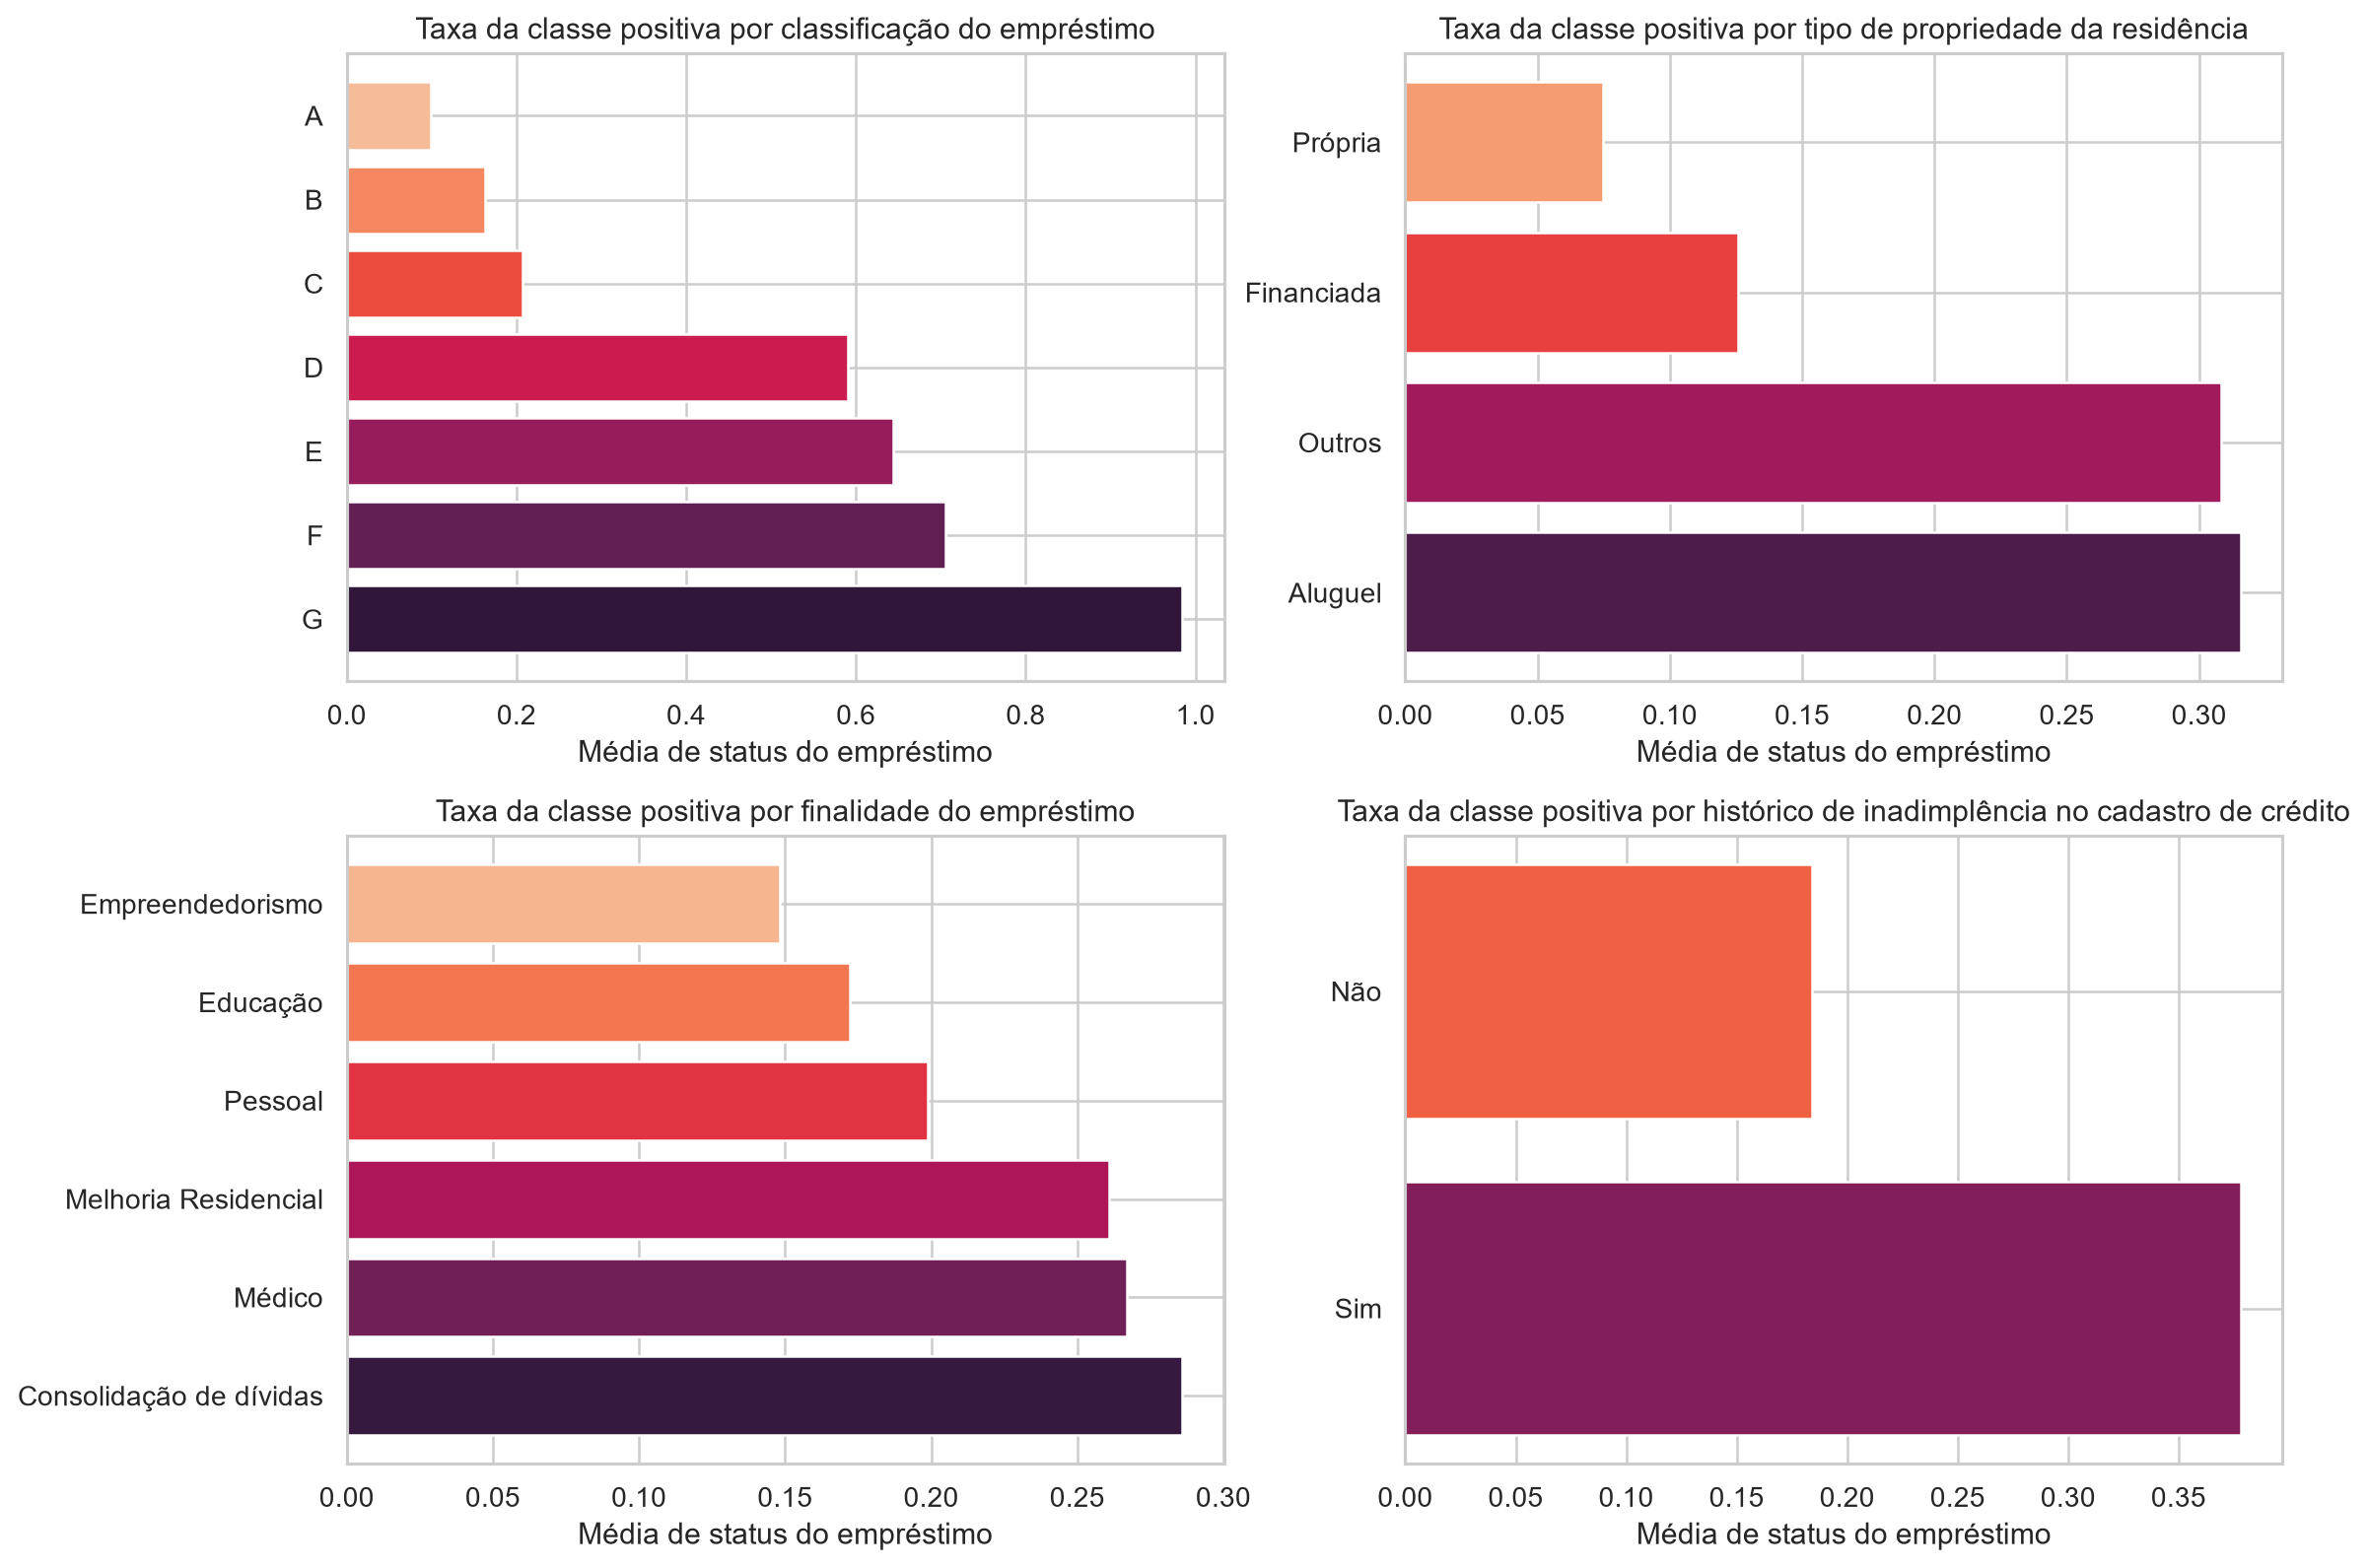 Taxa da classe positiva por classificação do empréstimo
A
B
C
D
E
F
G
0.0 0.2 0.4 0.6 0.8 1.0
Média de status do empréstimo
Taxa da classe positiva por tipo de propriedade da residência
Própria
Financiada
Outros
Aluguel
0.00 0.05 0.10 0.15 0.20 0.25 0.30
Média de status do empréstimo
Taxa da classe positiva por finalidade do empréstimo
Empreendedorismo
Educação
Pessoal
Melhoria Residencial
Médico
Consolidação de dívidas
0.00 0.05 0.10 0.15 0.20 0.25 0.30
Média de status do empréstimo
Taxa da classe positiva por histórico de inadimplência no cadastro de crédito
Não
Sim
0.00 0.05 0.10 0.15 0.20 0.25 0.30 0.35
Média de status do empréstimo